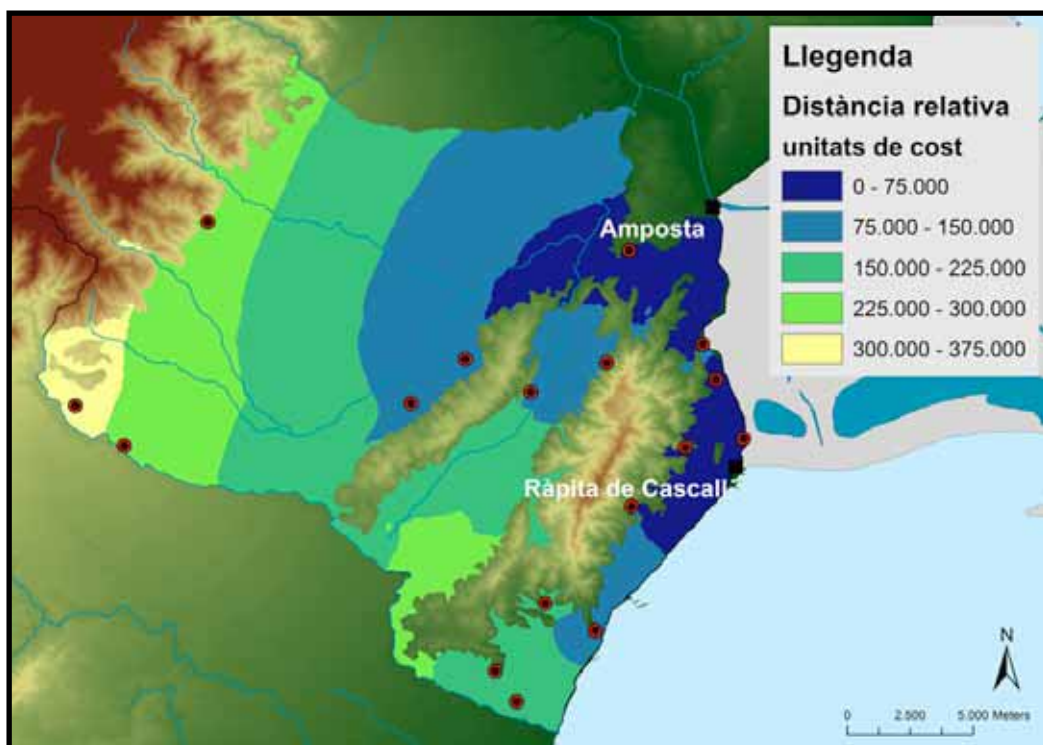 Llegenda
Distància relativa
unitats de cost
0 - 75.000
75.000 - 150.000
150.000 - 225.000
225.000 - 300.000
300.000 - 375.000
Amposta
Ràpita de Cascall
N
0 2.500 5.000 Meters